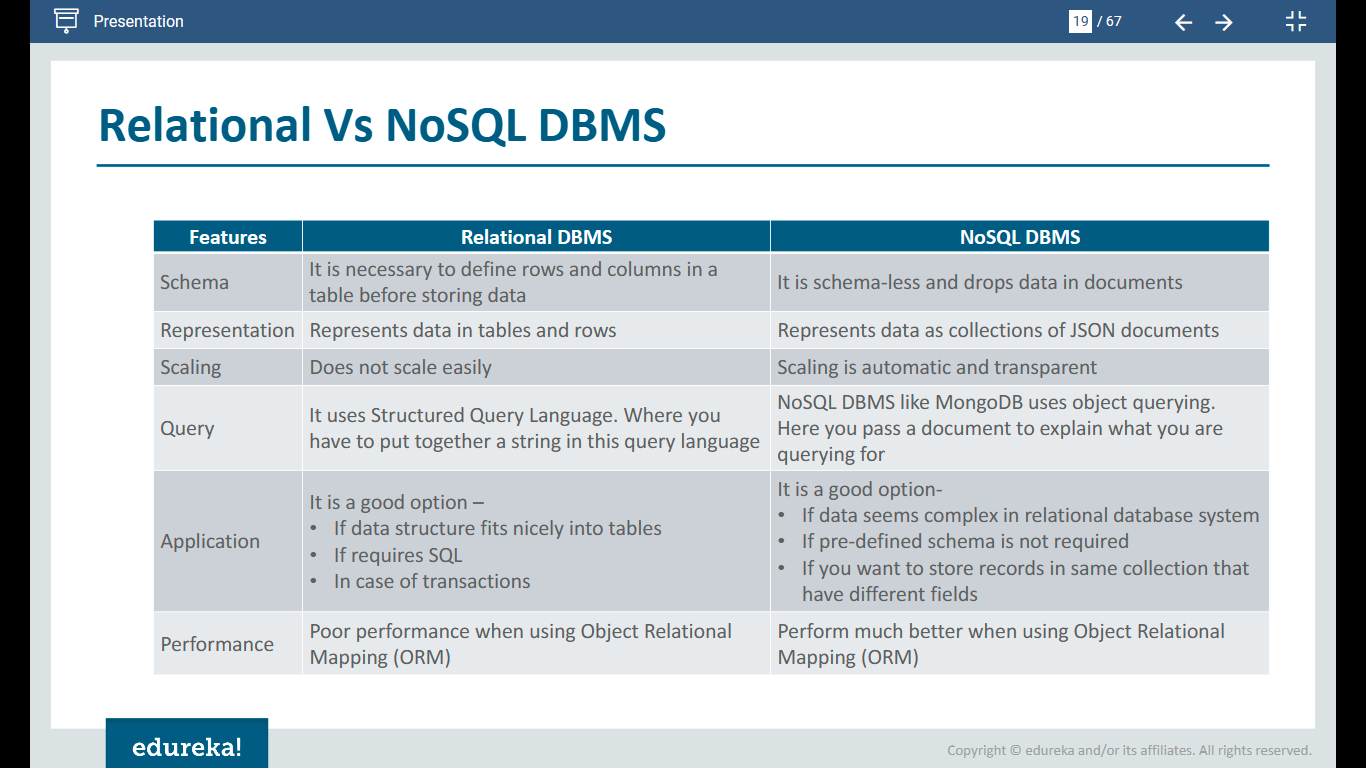 Presentation
19 / 67
Relational Vs NoSQL DBMS
Features
Relational DBMS
NoSQL DBMS
Schema
It is necessary to define rows and columns in a
table before storing data
It is schema-less and drops data in documents
Representation
Represents data in tables and rows
Represents data as collections of JSON documents
Scaling
Does not scale easily
Scaling is automatic and transparent
Query
It uses Structured Query Language. Where you
have to put together a string in this query language
NoSQL DBMS like MongoDB uses object querying.
Here you pass a document to explain what you are
querying for
Application
It is a good option –
• If data structure fits nicely into tables
• If requires SQL
• In case of transactions
It is a good option-
• If data seems complex in relational database system
• If pre-defined schema is not required
• If you want to store records in same collection that
have different fields
Performance
Poor performance when using Object Relational
Mapping (ORM)
Perform much better when using Object Relational
Mapping (ORM)
edureka!
Copyright © edureka and/or its affiliates. All rights reserved.